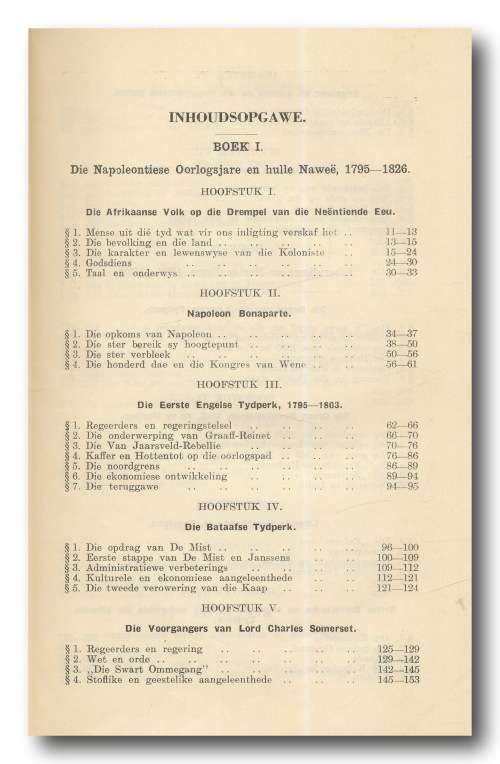 INHOUDSOPGAWE.
BOEK I.
Die Napoleontiese Oorlogsjare en hulle Naweë, 1795—1826.
HOOFSTUK I.
Die Afrikaanse Volk op die Drempel van die Neëntiende Eeu.
§ 1. Mense uit dié tyd wat vir ons inligting verskaf het .. 11—13
§ 2. Die bevolking en die land .. .. .. .. .. 13—15
§ 3. Die karakter en lewenswyse van die Koloniste .. 15—24
§ 4. Godsdiens .. .. .. .. .. .. 24—30
§ 5. Taal en onderwys .. .. .. .. .. .. 30—33
HOOFSTUK II.
Napoleon Bonaparte.
§ 1. Die opkoms van Napoleon .. .. .. .. .. 34—37
§ 2. Die ster bereik sy hoogtepunt .. .. .. .. 38—50
§ 3. Die ster verbleek .. .. .. .. .. .. 50—56
§ 4. Die honderd dae en die Kongres van Wene .. .. 56—61
HOOFSTUK III.
Die Eerste Engelse Tydperk, 1795—1803.
§ 1. Regeerders en regeringstelsel .. .. .. .. 62—66
§ 2. Die onderwerping van Graaff-Reinet .. .. .. 66—70
§ 3. Die Van Jaarsveld-Rebellie .. .. .. .. 70—76
§ 4. Kaffer en Hottentot op die oorlogspad .. .. .. 76—86
§ 5. Die noordgrens .. .. .. .. .. 86—89
§ 6. Die ekonomiese ontwikkeling .. .. .. .. 89—94
§ 7. Die teruggawe .. .. .. .. .. .. 94—95
HOOFSTUK IV.
Die Bataafse Tydperk.
§ 1. Die opdrag van De Mist .. .. .. .. .. 96—100
§ 2. Eerste stappe van De Mist en Janssens .. .. .. 100—109
§ 3. Administratiewe verbeterings .. .. .. .. 109—112
§ 4. Kulturele en ekonomiese aangeleenthede .. .. .. 112—121
§ 5. Die tweede verowering van die Kaap .. .. .. 121—124
HOOFSTUK V.
Die Voorgangers van Lord Charles Somerset.
§ 1. Regeerders en regering .. .. .. .. .. 125—129
§ 2. Wet en orde .. .. .. .. .. .. 129—142
§ 3. „Die Swart Ommegang” .. .. .. .. .. 142—145
§ 4. Stoflike en geestelike aangeleenthede .. .. .. 145—153